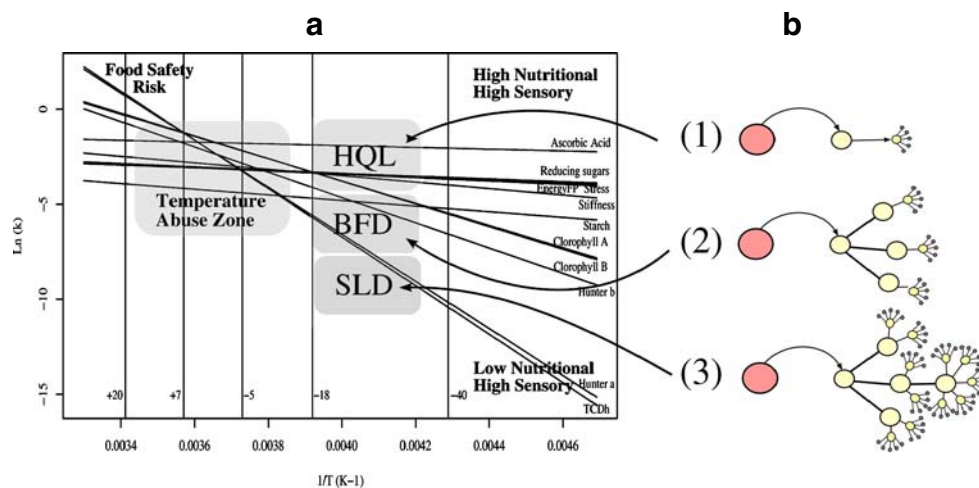 a
b
Food Safety
Risk
High Nutritional
High Sensory
Ascorbic Acid
HQL
Reducing sugars
EnergyFP Stress
Stiffness
Temperature
Abuse Zone
BFD
Starch
Clorophyll A
Clorophyll B
SLD
Hunter b
Low Nutritional
High Sensory
Hunter a
TCDh
+20
+7
−5
−18
−40
Ln (k)
0
−5
−10
−15
0.0034
0.0036
0.0038
0.0040
0.0042
0.0044
0.0046
1/T (K−1)
(1)
(2)
(3)